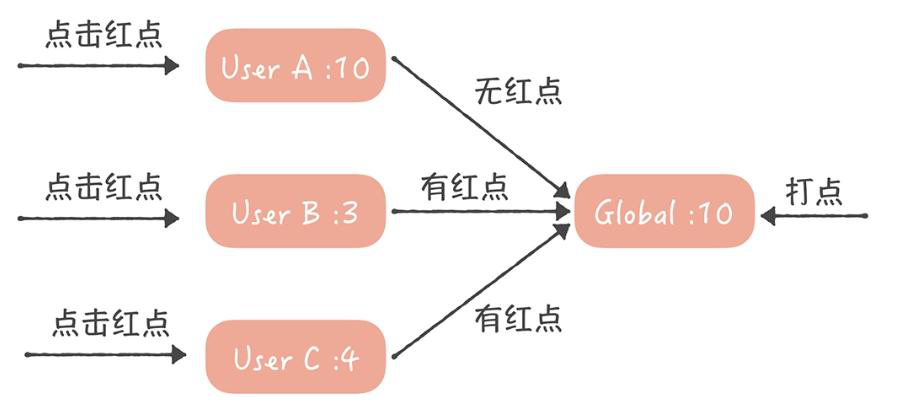 点击红点
User A :10
无红点
点击红点
User B :3
有红点
Global :10
打点
点击红点
User C :4
有红点